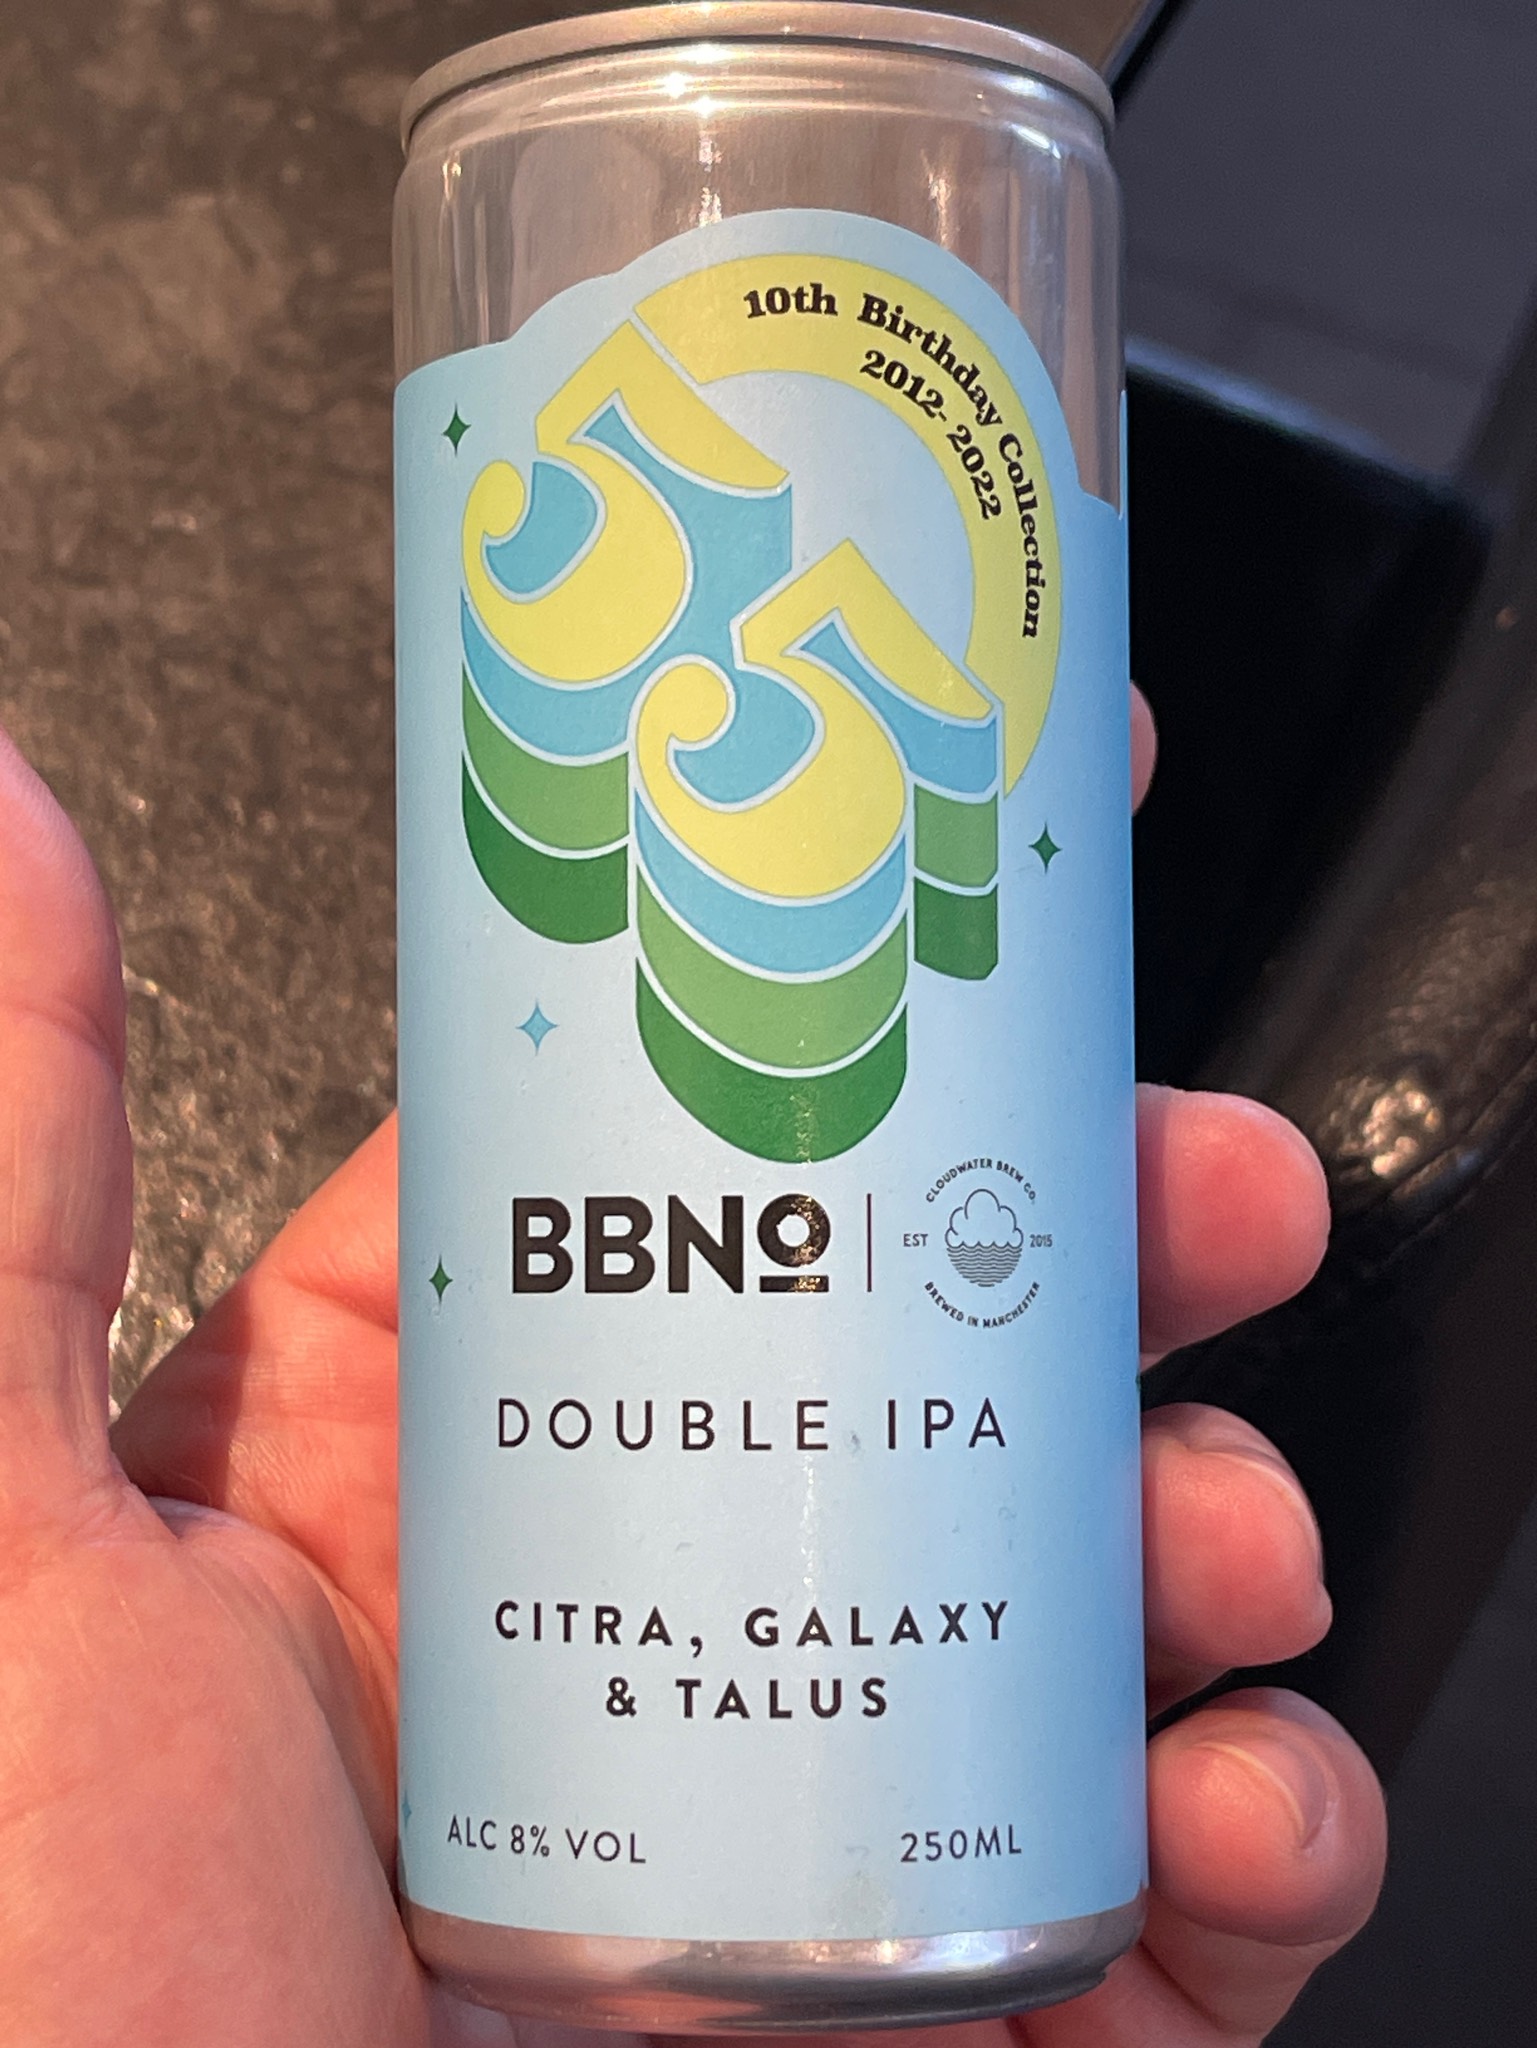 10th Birthday Collection
2012-2022
55
BBNo
CLOUDWATER BREW CO.
EST 2015
BREWED IN MANCHESTER
DOUBLE IPA
CITRA, GALAXY
& TALUS
ALC 8% VOL 250ML